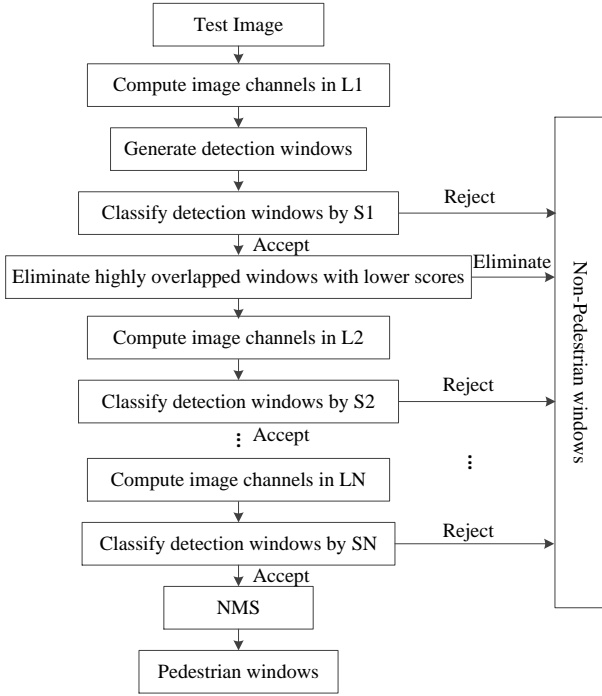 Test Image
Compute image channels in L1
Generate detection windows
Classify detection windows by S1
Reject
Accept
Eliminate highly overlapped windows with lower scores
Eliminate
Compute image channels in L2
Classify detection windows by S2
Reject
Accept
Compute image channels in LN
Classify detection windows by SN
Reject
Accept
NMS
Pedestrian windows
Non-Pedestrian windows